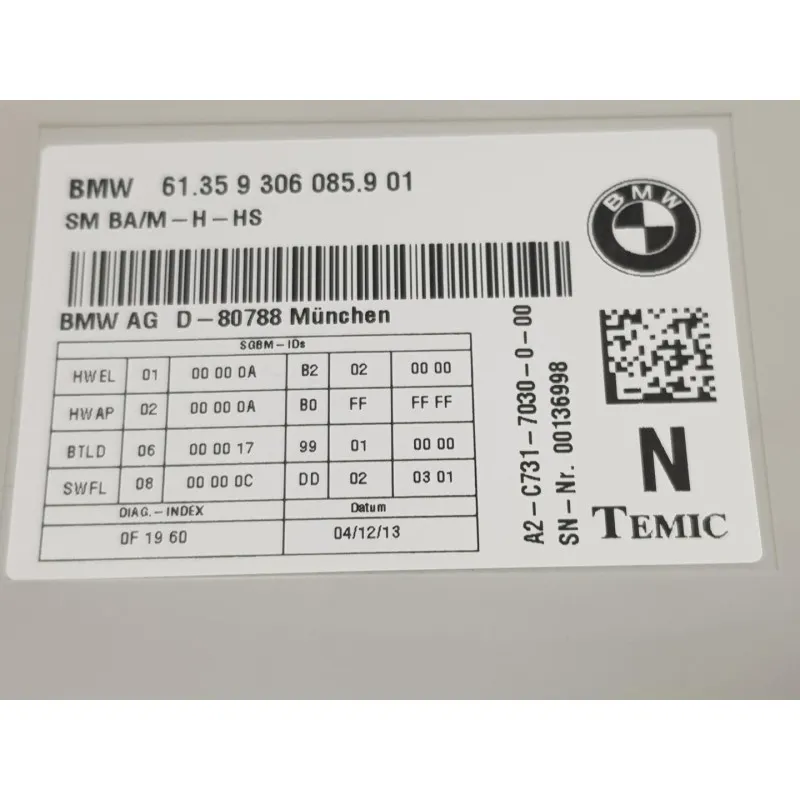 BMW 61.35 9 306 085.9 01
SM BA/M-H-HS
BMW
BMW AG D-80788 München
SGBM-IDs
HWEL 01 00 00 0A B2 02 00 00
HWAP 02 00 00 0A B0 FF FF FF
BTLD 06 00 00 17 99 01 00 00
SWFL 08 00 00 0C DD 02 03 01
DIAG.-INDEX Datum
0F 19 60 04/12/13
A2-C731-7030-0-00
SN-Nr. 00136998
N
TEMIC